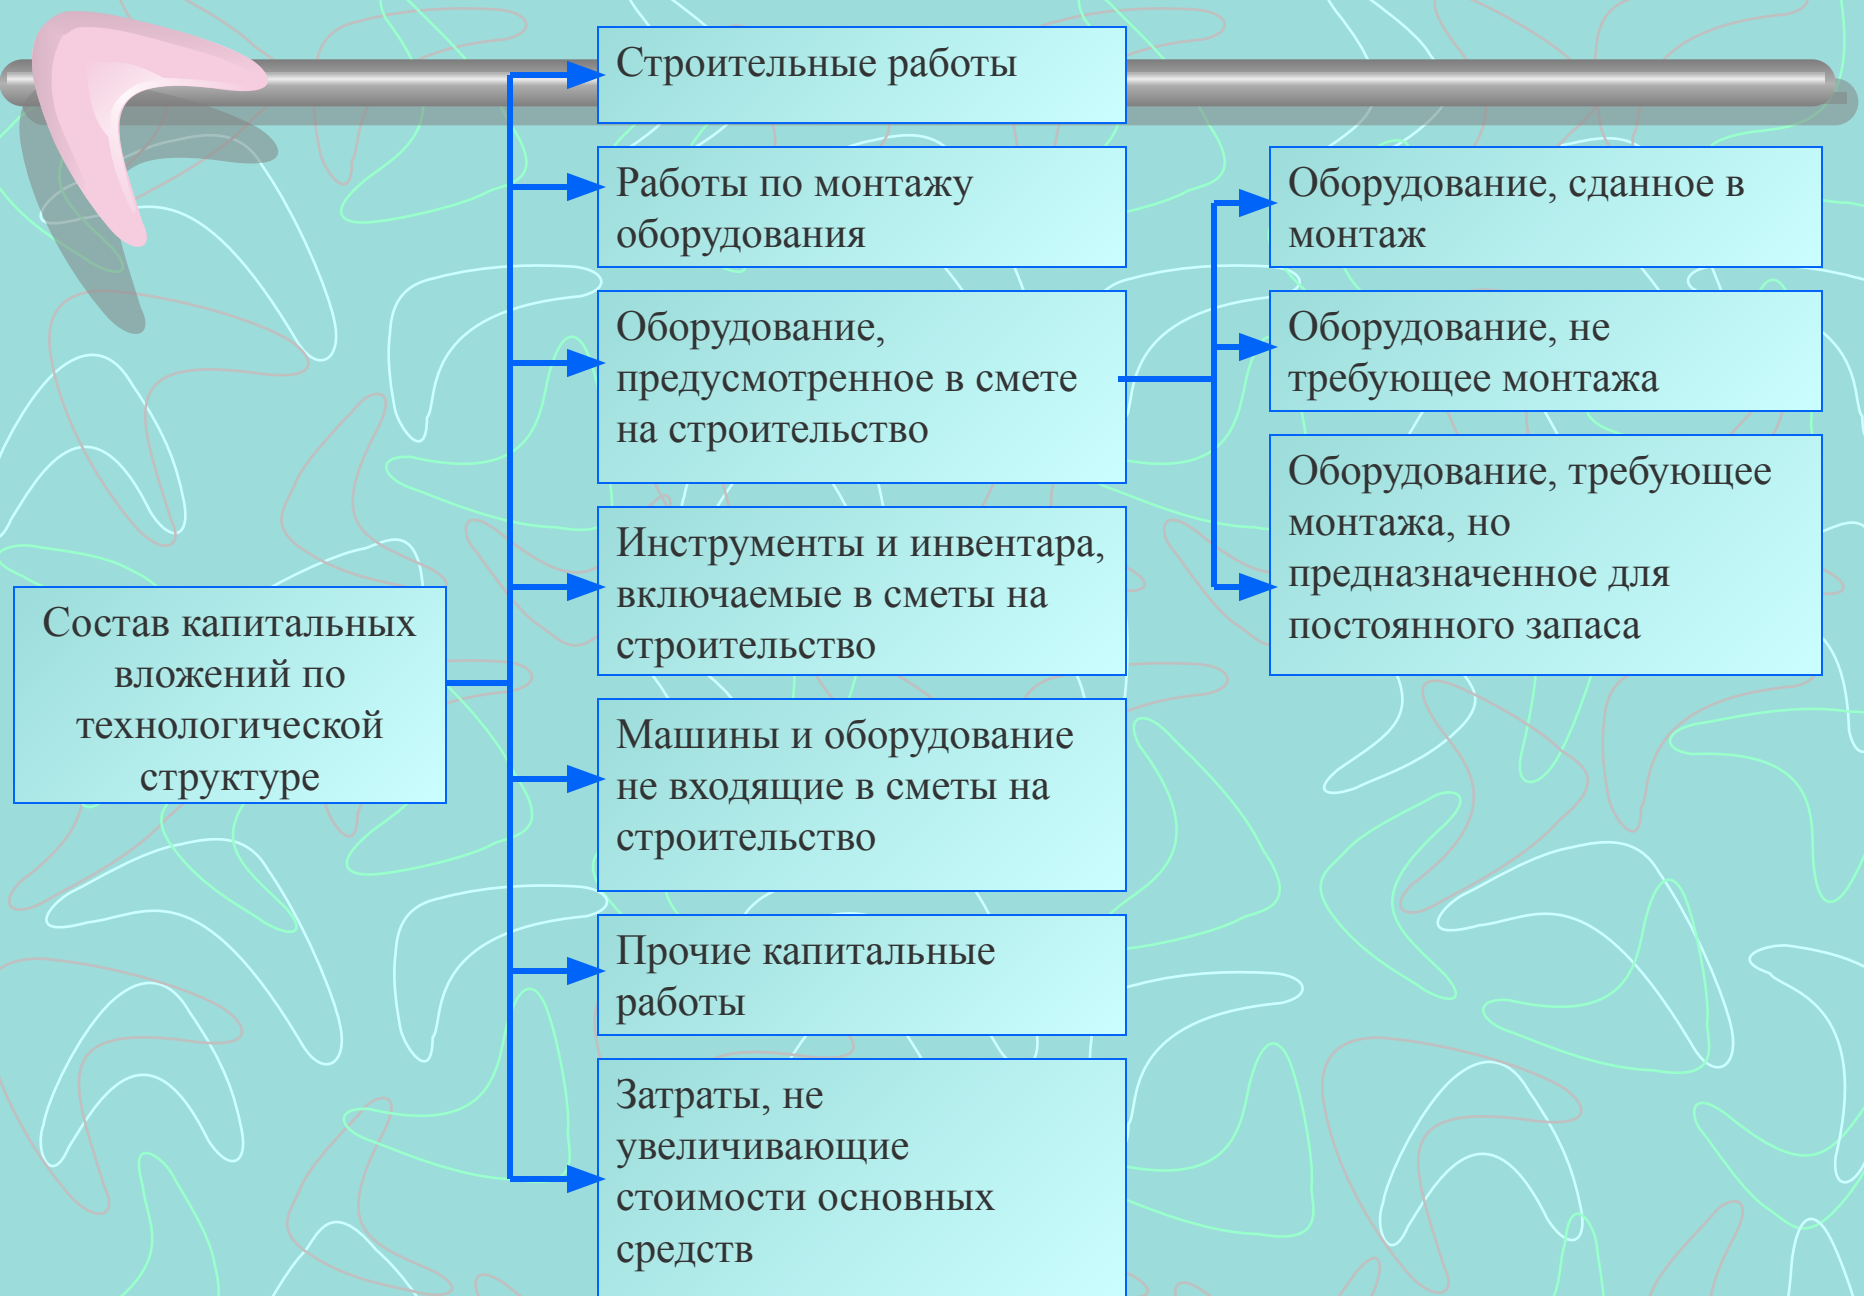 Состав капитальных
вложений по
технологической
структуре
Строительные работы
Работы по монтажу
оборудования
Оборудование,
предусмотренное в смете
на строительство
Инструменты и инвентара,
включаемые в сметы на
строительство
Машины и оборудование
не входящие в сметы на
строительство
Прочие капитальные
работы
Затраты, не
увеличивающие
стоимости основных
средств
Оборудование, сданное в
монтаж
Оборудование, не
требующее монтажа
Оборудование, требующее
монтажа, но
предназначенное для
постоянного запаса